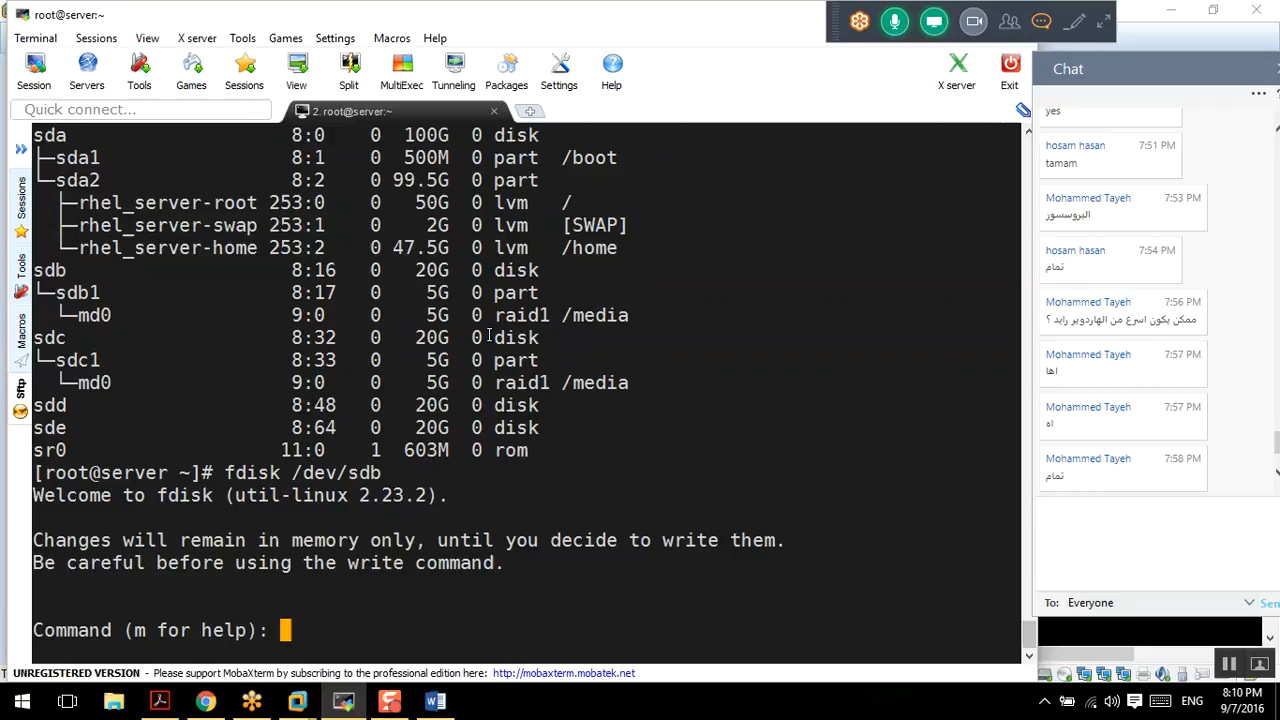 root@server:~
Terminal Sessions View X server Tools Games Settings Macros Help
Session Servers Tools Games Sessions View Split MultiExec Tunneling Packages Settings Help X server Exit
Quick connect...
2. root@server:~
Sessions
Tools
Macros
Sftp
sda 8:0 0 100G 0 disk
├─sda1 8:1 0 500M 0 part /boot
└─sda2 8:2 0 99.5G 0 part
├─rhel_server-root 253:0 0 50G 0 lvm /
├─rhel_server-swap 253:1 0 2G 0 lvm [SWAP]
└─rhel_server-home 253:2 0 47.5G 0 lvm /home
sdb 8:16 0 20G 0 disk
└─sdb1 8:17 0 5G 0 part
└─md0 9:0 0 5G 0 raid1 /media
sdc 8:32 0 20G 0 disk
└─sdc1 8:33 0 5G 0 part
└─md0 9:0 0 5G 0 raid1 /media
sdd 8:48 0 20G 0 disk
sde 8:64 0 20G 0 disk
sr0 11:0 1 603M 0 rom
[root@server ~]# fdisk /dev/sdb
Welcome to fdisk (util-linux 2.23.2).
Changes will remain in memory only, until you decide to write them.
Be careful before using the write command.
Command (m for help):
UNREGISTERED VERSION - Please support MobaXterm by subscribing to the professional edition here: http://mobaxterm.mobatek.net
Chat
yes
hosam hasan 7:51 PM
tamam
Mohammed Tayeh 7:53 PM
البروسسور
hosam hasan 7:54 PM
تمام
Mohammed Tayeh 7:56 PM
ممكن يكون اسرع من الهاردوير رايد ؟
Mohammed Tayeh 7:57 PM
اها
Mohammed Tayeh 7:57 PM
اه
Mohammed Tayeh 7:58 PM
تمام
To: Everyone
Sen
ENG
8:10 PM
9/7/2016